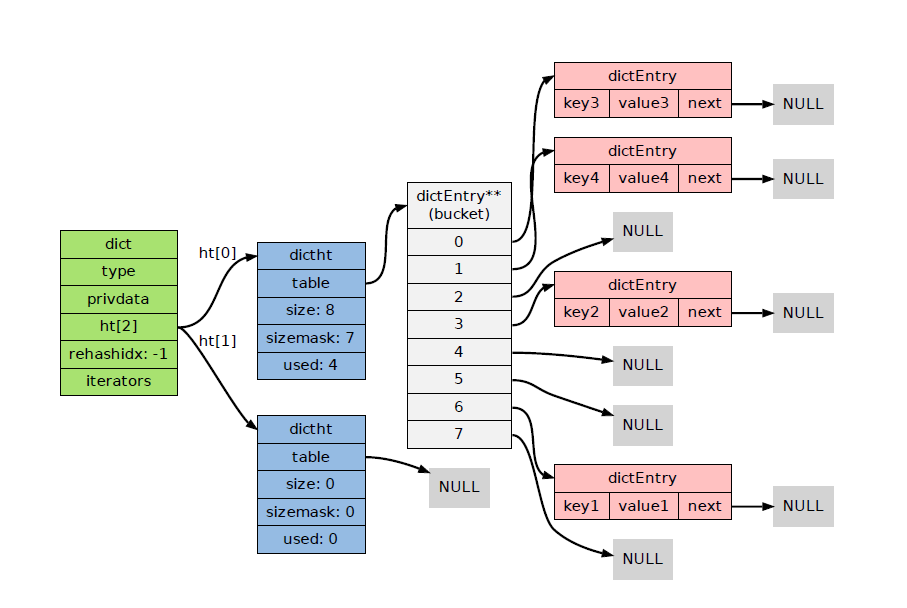 dict
type
privdata
ht[2]
rehashidx: -1
iterators
ht[0]
ht[1]
dictht
table
size: 8
sizemask: 7
used: 4
dictht
table
size: 0
sizemask: 0
used: 0
NULL
dictEntry**
(bucket)
0
1
2
3
4
5
6
7
dictEntry
key3 value3 next
NULL
dictEntry
key4 value4 next
NULL
NULL
dictEntry
key2 value2 next
NULL
NULL
NULL
dictEntry
key1 value1 next
NULL
NULL